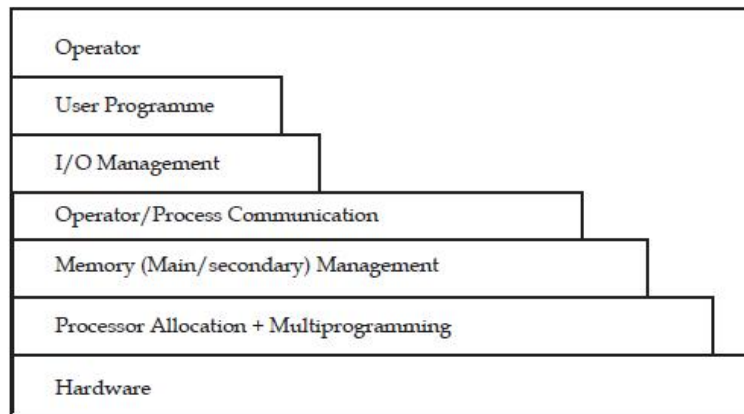 Operator
User Programme
I/O Management
Operator/Process Communication
Memory (Main/secondary) Management
Processor Allocation + Multiprogramming
Hardware